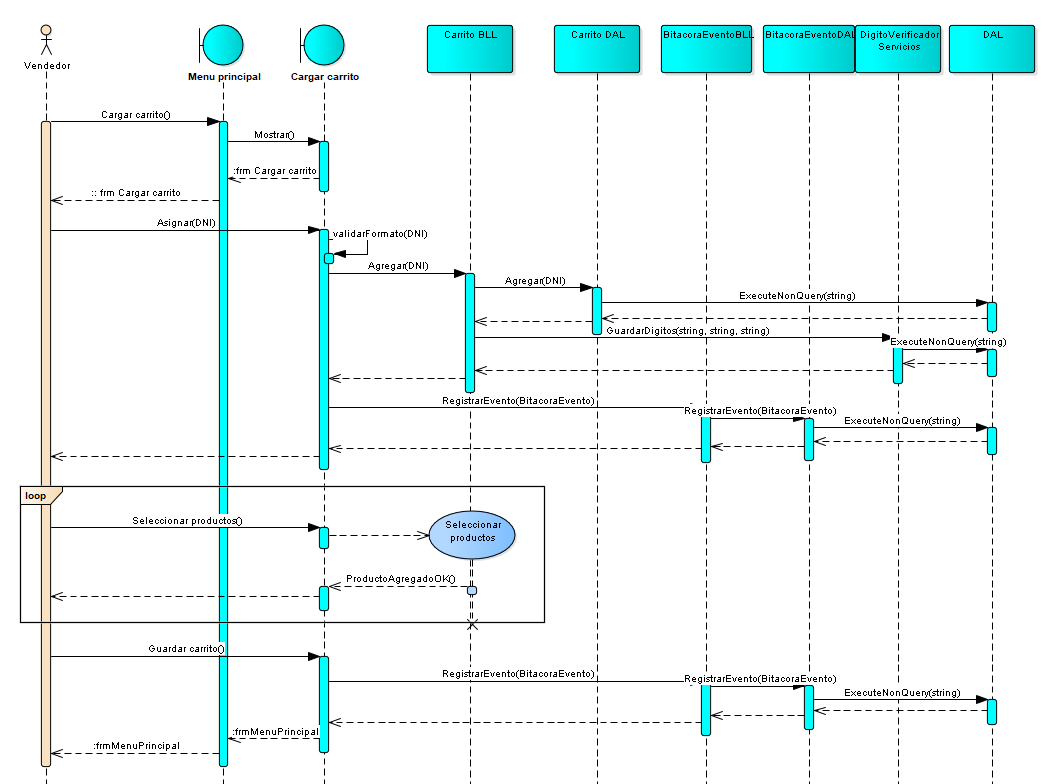 Carrito BLL
Carrito DAL
BitacoraEventoBLL
BitacoraEventoDAL
DigitoVerificador
Servicios
DAL
Vendedor
Menu principal
Cargar carrito
Cargar carrito()
Mostrar()
:frm Cargar carrito
:: frm Cargar carrito
Asignar(DNI)
validarFormato(DNI)
Agregar(DNI)
Agregar(DNI)
ExecuteNonQuery(string)
GuardarDigitos(string, string, string)
ExecuteNonQuery(string)
RegistrarEvento(BitacoraEvento)
RegistrarEvento(BitacoraEvento)
ExecuteNonQuery(string)
loop
Seleccionar productos()
Seleccionar
productos
ProductoAgregadoOK()
Guardar carrito()
RegistrarEvento(BitacoraEvento)
RegistrarEvento(BitacoraEvento)
ExecuteNonQuery(string)
:frmMenuPrincipal
:frmMenuPrincipal